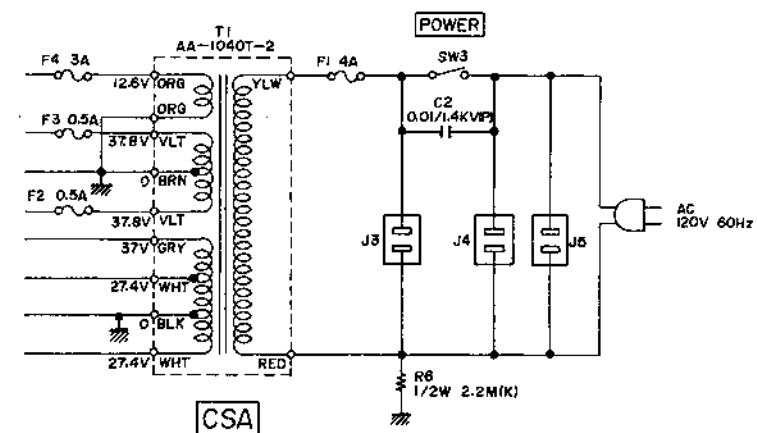 POWER
T1
AA-1040T-2
F4 3A
F1 4A
SW3
12.6V ORG
YLW
ORG
C2
0.01/1.4KV(P)
F3 0.5A
37.8V VLT
0 BRN
F2 0.5A
37.8V VLT
AC
120V 60Hz
J3
J4
J5
37V GRY
27.4V WHT
0 BLK
27.4V WHT
RED
R6
1/2W 2.2M(K)
CSA